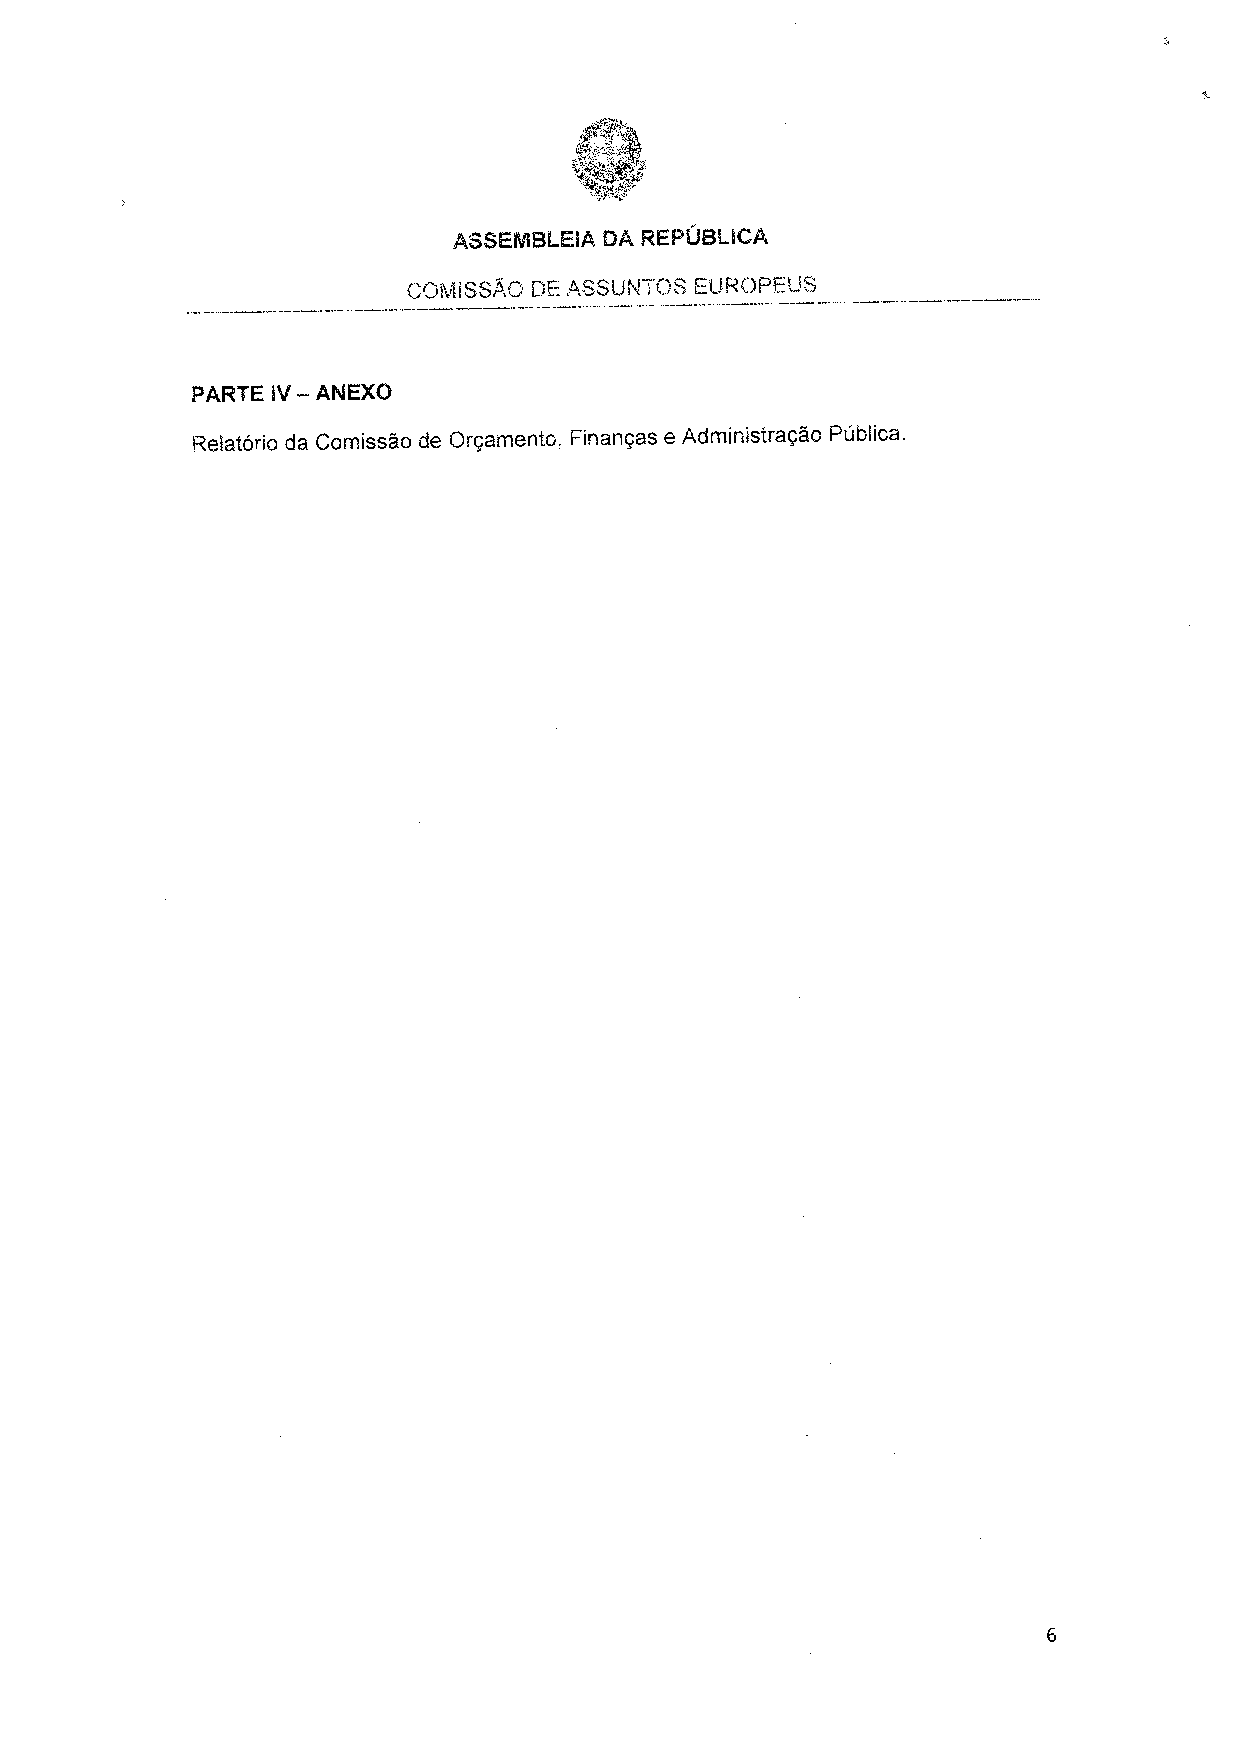 ASSEMBLEIA DA REPÚBLICA
COMISSÃO DE ASSUNTOS EUROPEUS
PARTE IV – ANEXO
Relatório da Comissão de Orçamento, Finanças e Administração Pública.
6